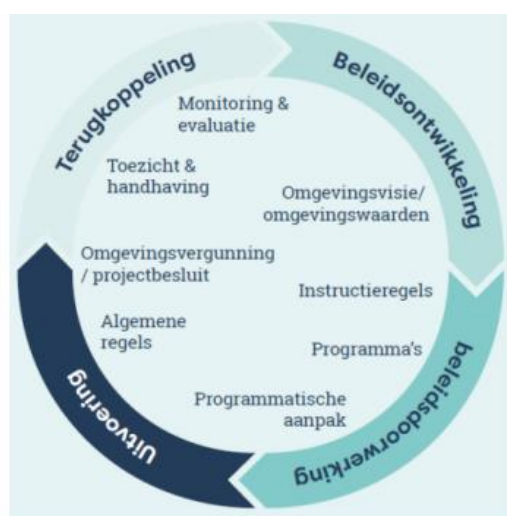 Terugkoppeling
Beleidsontwikkeling
Monitoring &
evaluatie
Toezicht &
handhaving
Omgevingsvisie/
omgevingswaarden
Omgevingsvergunning
/ projectbesluit
Instructieregels
Algemene
regels
Programma's
Programmatische
aanpak
Uitvoering
beleidsdoorwerking